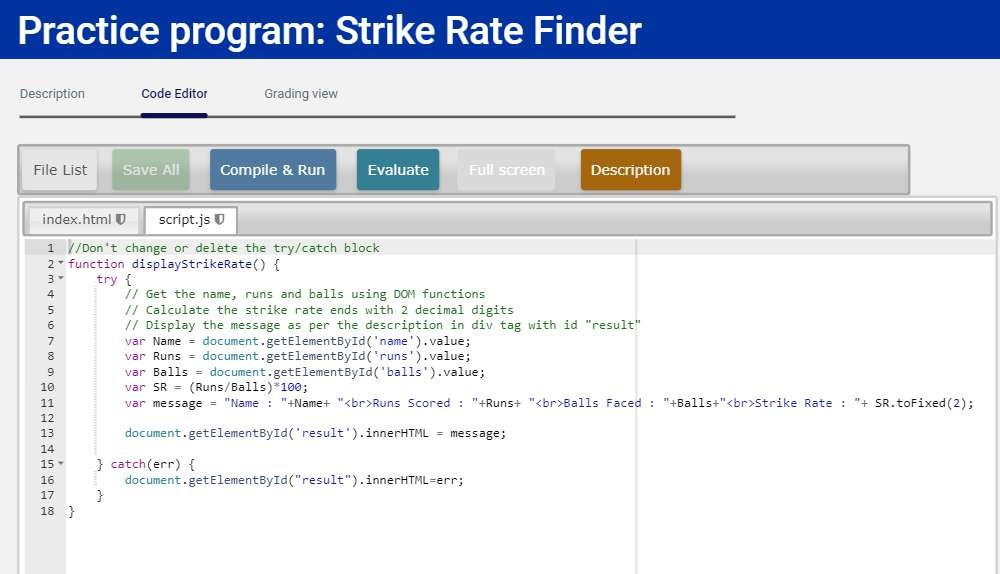 Practice program: Strike Rate Finder
Description Code Editor Grading view
File List Save All Compile & Run Evaluate Full screen Description
index.html script.js
1 //Don't change or delete the try/catch block
2 function displayStrikeRate() {
3 try {
4 // Get the name, runs and balls using DOM functions
5 // Calculate the strike rate ends with 2 decimal digits
6 // Display the message as per the description in div tag with id "result"
7 var Name = document.getElementById('name').value;
8 var Runs = document.getElementById('runs').value;
9 var Balls = document.getElementById('balls').value;
10 var SR = (Runs/Balls)*100;
11 var message = "Name : "+Name+ "<br>Runs Scored : "+Runs+ "<br>Balls Faced : "+Balls+"<br>Strike Rate : "+ SR.toFixed(2);
12
13 document.getElementById('result').innerHTML = message;
14
15 } catch(err) {
16 document.getElementById("result").innerHTML=err;
17 }
18 }